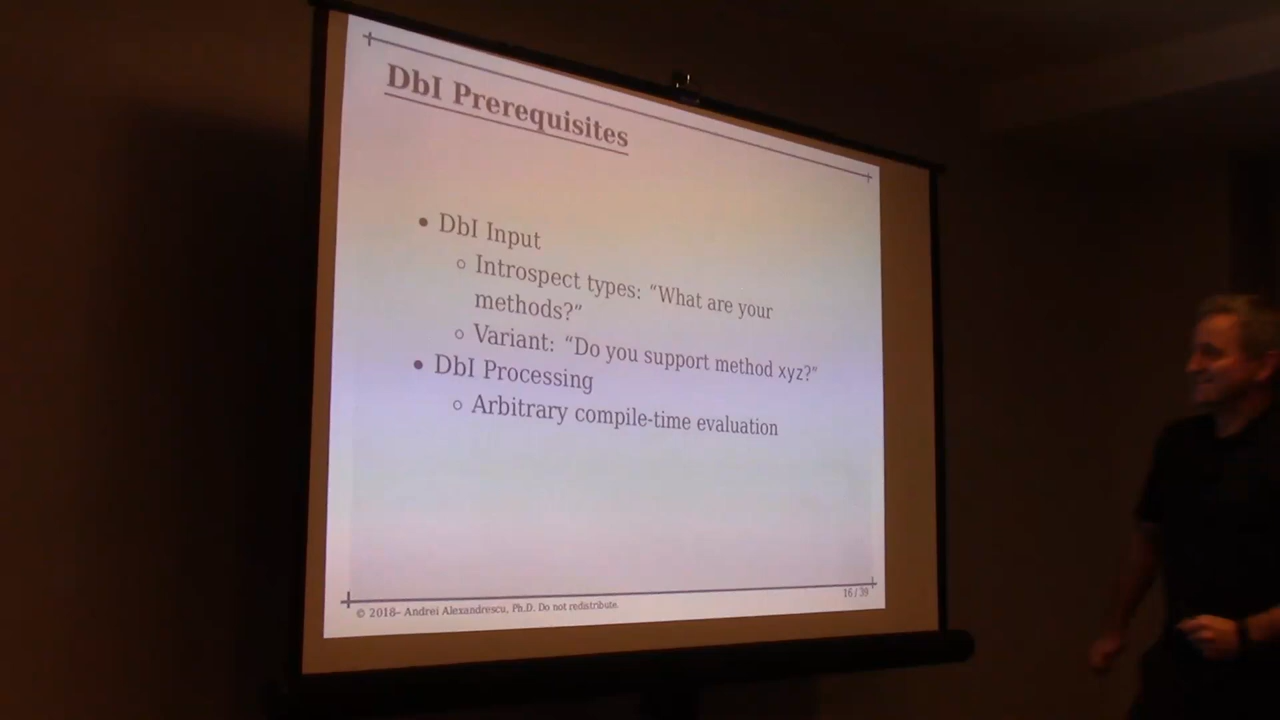 DbI Prerequisites
• DbI Input
◦ Introspect types: “What are your
methods?”
◦ Variant: “Do you support method xyz?”
• DbI Processing
◦ Arbitrary compile-time evaluation
© 2018– Andrei Alexandrescu, Ph.D. Do not redistribute.
16 / 39